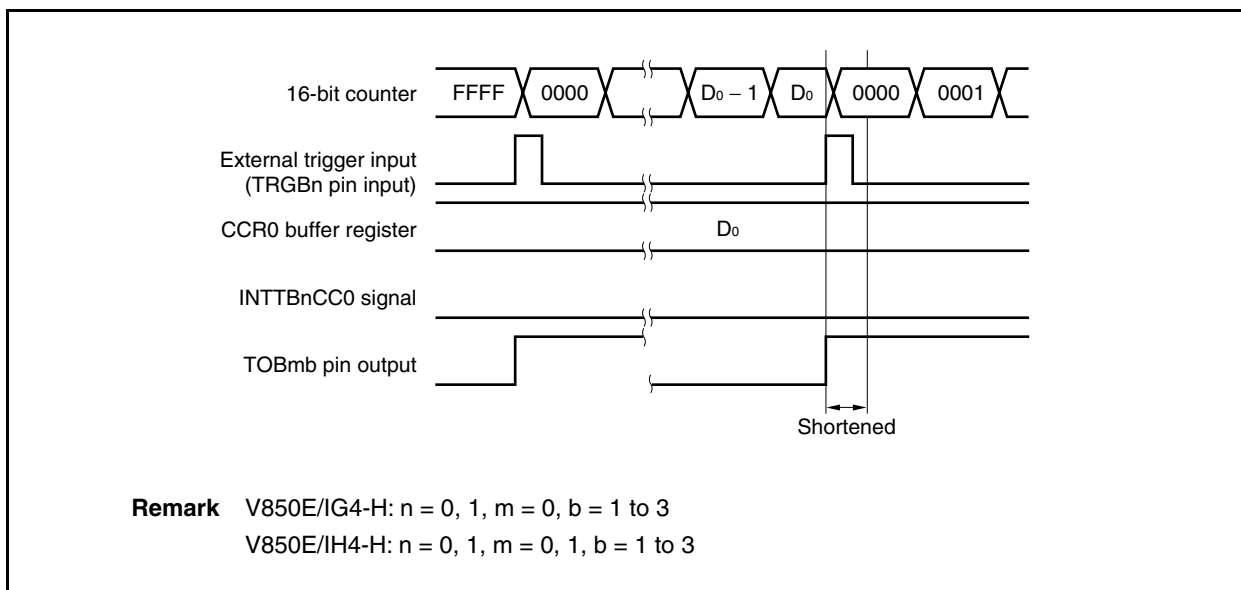 16-bit counter FFFF 0000 D0 − 1 D0 0000 0001
External trigger input
(TRGBn pin input)
CCR0 buffer register D0
INTTBnCC0 signal
TOBmb pin output
Shortened
Remark V850E/IG4-H: n = 0, 1, m = 0, b = 1 to 3
V850E/IH4-H: n = 0, 1, m = 0, 1, b = 1 to 3